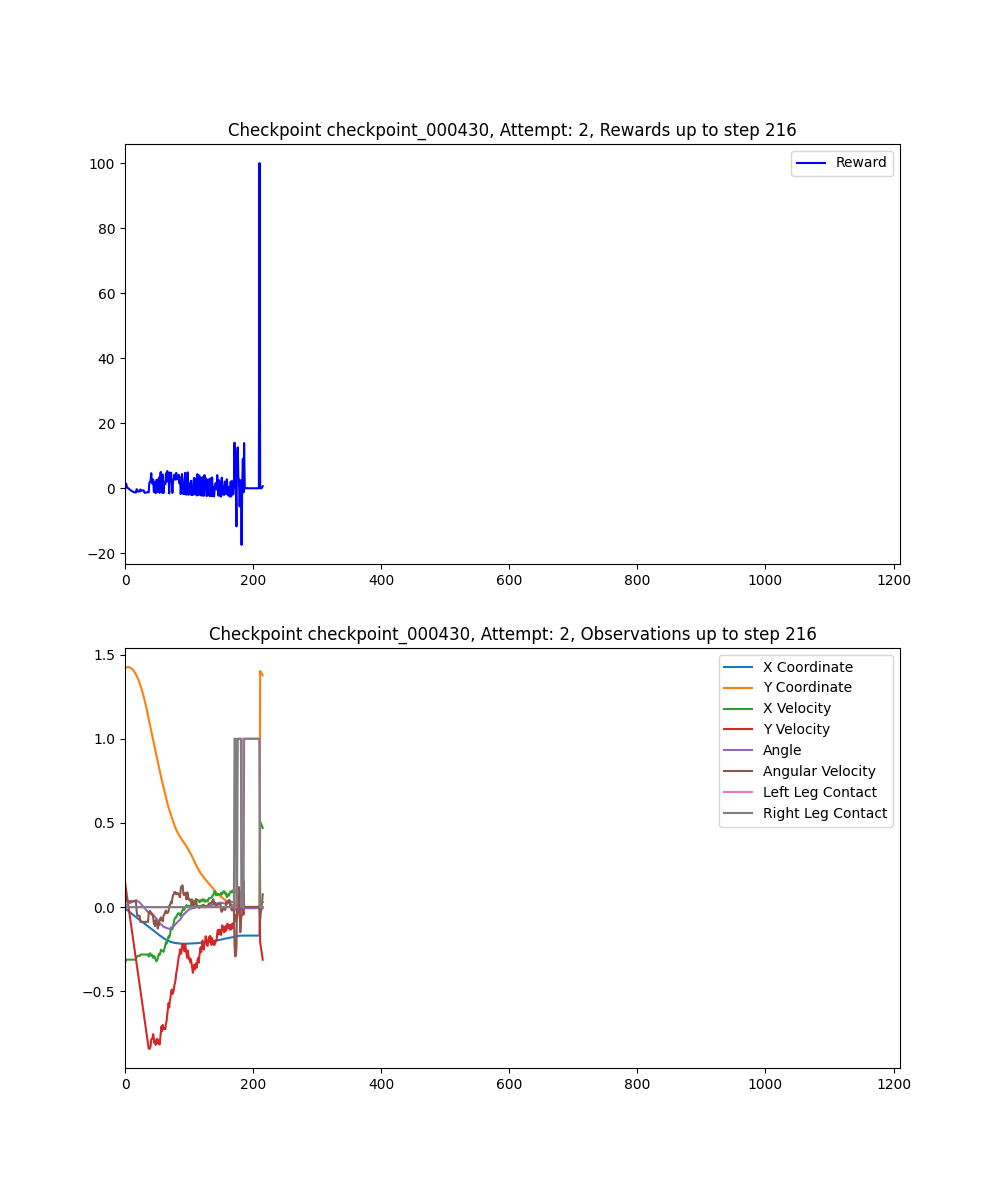 Checkpoint checkpoint_000430, Attempt: 2, Rewards up to step 216
100
80
60
40
20
0
−20
Reward
0 200 400 600 800 1000 1200
Checkpoint checkpoint_000430, Attempt: 2, Observations up to step 216
1.5
1.0
0.5
0.0
−0.5
X Coordinate
Y Coordinate
X Velocity
Y Velocity
Angle
Angular Velocity
Left Leg Contact
Right Leg Contact
0 200 400 600 800 1000 1200